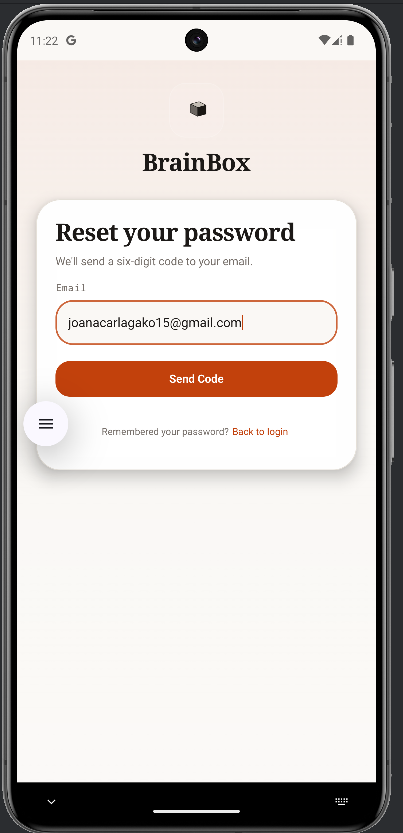 11:22 G
BrainBox
Reset your password
We'll send a six-digit code to your email.
Email
joanacarlagako15@gmail.com
Send Code
Remembered your password? Back to login